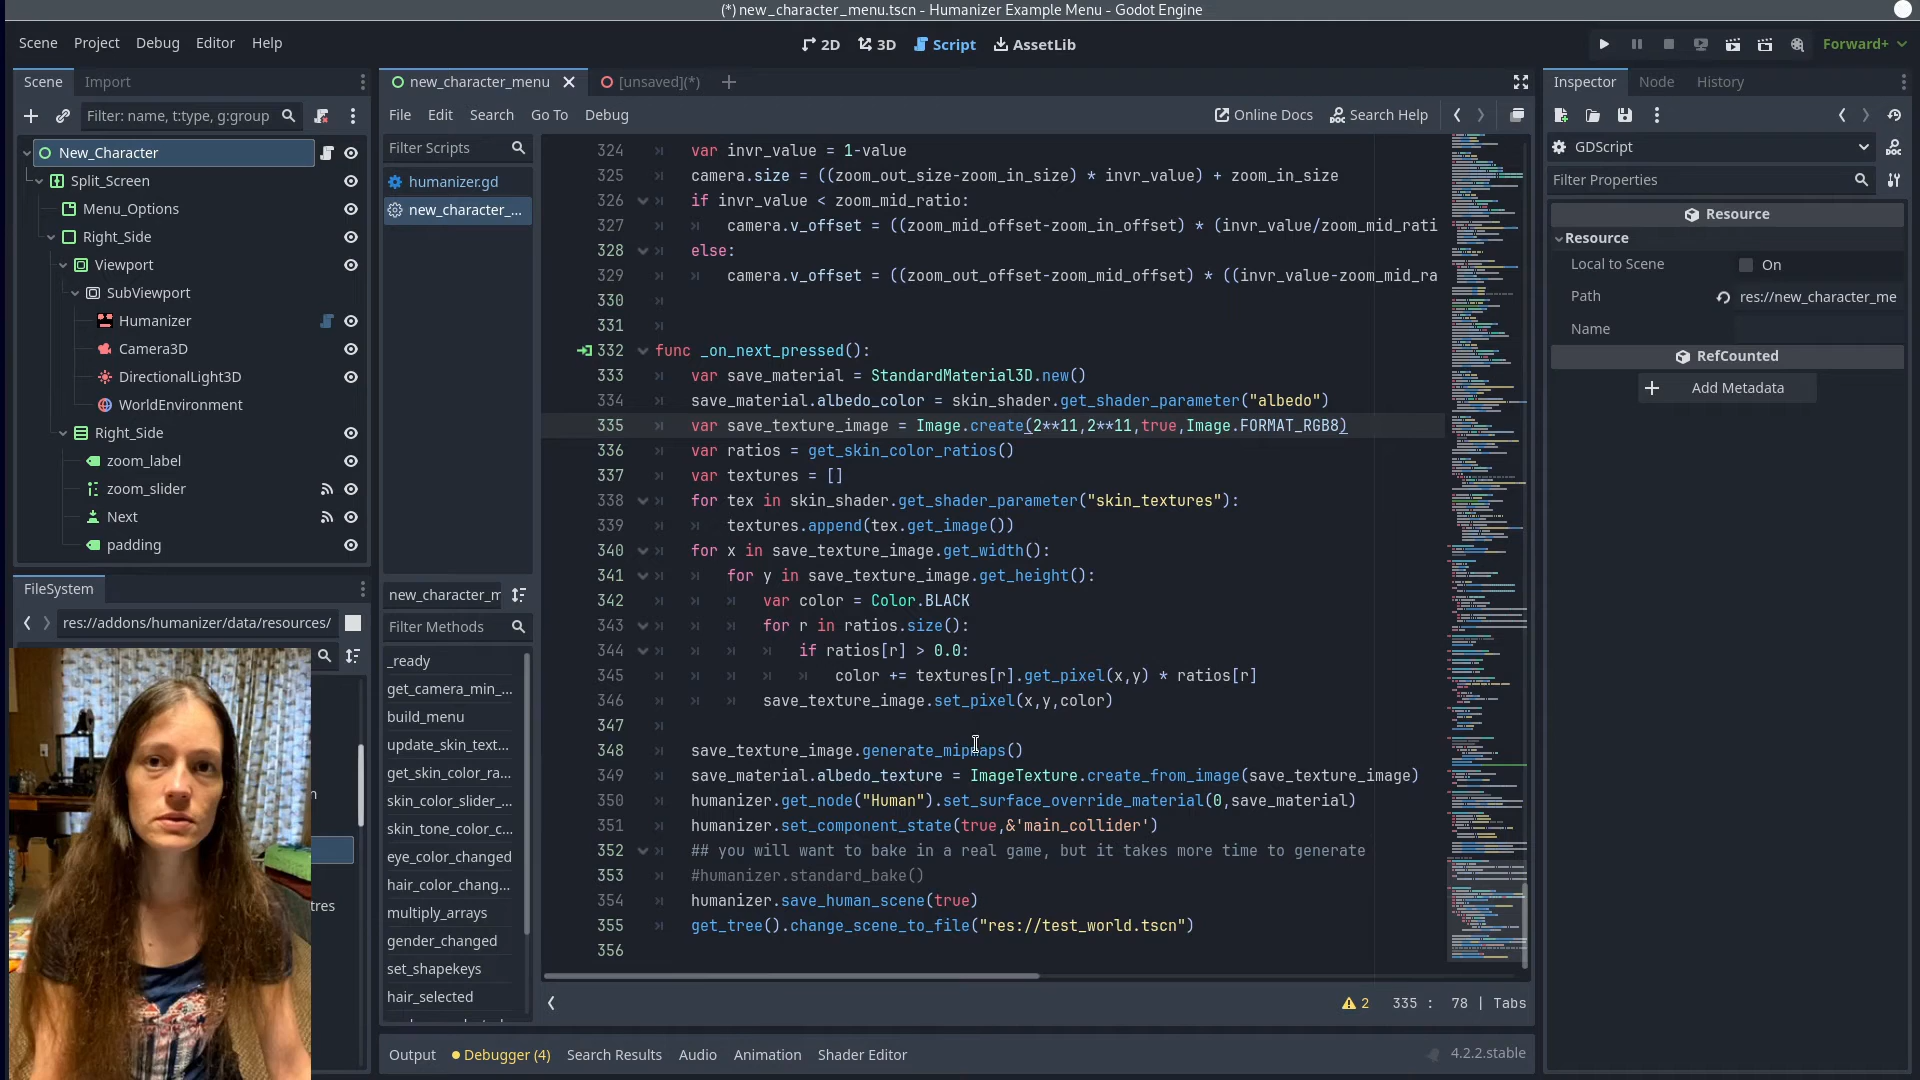 (*) new_character_menu.tscn - Humanizer Example Menu - Godot Engine
Scene Project Debug Editor Help
2D 3D Script AssetLib
Forward+
Scene Import
Filter: name, t:type, g:group
New_Character
Split_Screen
Menu_Options
Right_Side
Viewport
SubViewport
Humanizer
Camera3D
DirectionalLight3D
WorldEnvironment
Right_Side
zoom_label
zoom_slider
Next
padding
FileSystem
res://addons/humanizer/data/resources/
tres
new_character_menu [unsaved](*)
File Edit Search Go To Debug
Online Docs Search Help
Filter Scripts
humanizer.gd
new_character_...
new_character_m
Filter Methods
_ready
get_camera_min_...
build_menu
update_skin_text...
get_skin_color_ra...
skin_color_slider_...
skin_tone_color_c...
eye_color_changed
hair_color_chang...
multiply_arrays
gender_changed
set_shapekeys
hair_selected
324 var invr_value = 1-value
325 camera.size = ((zoom_out_size-zoom_in_size) * invr_value) + zoom_in_size
326 if invr_value < zoom_mid_ratio:
327 camera.v_offset = ((zoom_mid_offset-zoom_in_offset) * (invr_value/zoom_mid_rati
328 else:
329 camera.v_offset = ((zoom_out_offset-zoom_mid_offset) * ((invr_value-zoom_mid_ra
330
331
332 func _on_next_pressed():
333 var save_material = StandardMaterial3D.new()
334 save_material.albedo_color = skin_shader.get_shader_parameter("albedo")
335 var save_texture_image = Image.create(2**11,2**11,true,Image.FORMAT_RGB8)
336 var ratios = get_skin_color_ratios()
337 var textures = []
338 for tex in skin_shader.get_shader_parameter("skin_textures"):
339 textures.append(tex.get_image())
340 for x in save_texture_image.get_width():
341 for y in save_texture_image.get_height():
342 var color = Color.BLACK
343 for r in ratios.size():
344 if ratios[r] > 0.0:
345 color += textures[r].get_pixel(x,y) * ratios[r]
346 save_texture_image.set_pixel(x,y,color)
347
348 save_texture_image.generate_mipmaps()
349 save_material.albedo_texture = ImageTexture.create_from_image(save_texture_image)
350 humanizer.get_node("Human").set_surface_override_material(0,save_material)
351 humanizer.set_component_state(true,&'main_collider')
352 ## you will want to bake in a real game, but it takes more time to generate
353 #humanizer.standard_bake()
354 humanizer.save_human_scene(true)
355 get_tree().change_scene_to_file("res://test_world.tscn")
356
2 335 : 78 | Tabs
Output Debugger (4) Search Results Audio Animation Shader Editor
4.2.2.stable
Inspector Node History
GDScript
Filter Properties
Resource
Resource
Local to Scene On
Path res://new_character_me
Name
RefCounted
Add Metadata